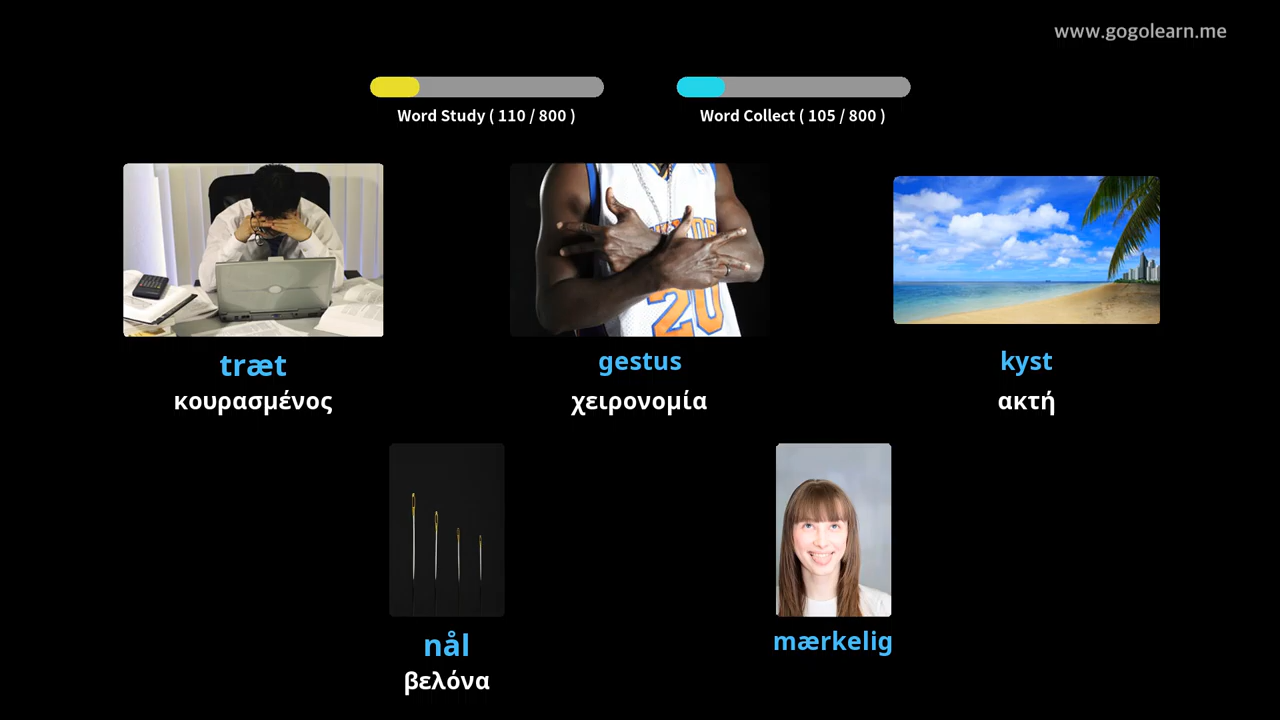 www.gogolearn.me
Word Study ( 110 / 800 )
Word Collect ( 105 / 800 )
20
træt
κουρασμένος
gestus
χειρονομία
kyst
ακτή
nål
βελόνα
mærkelig